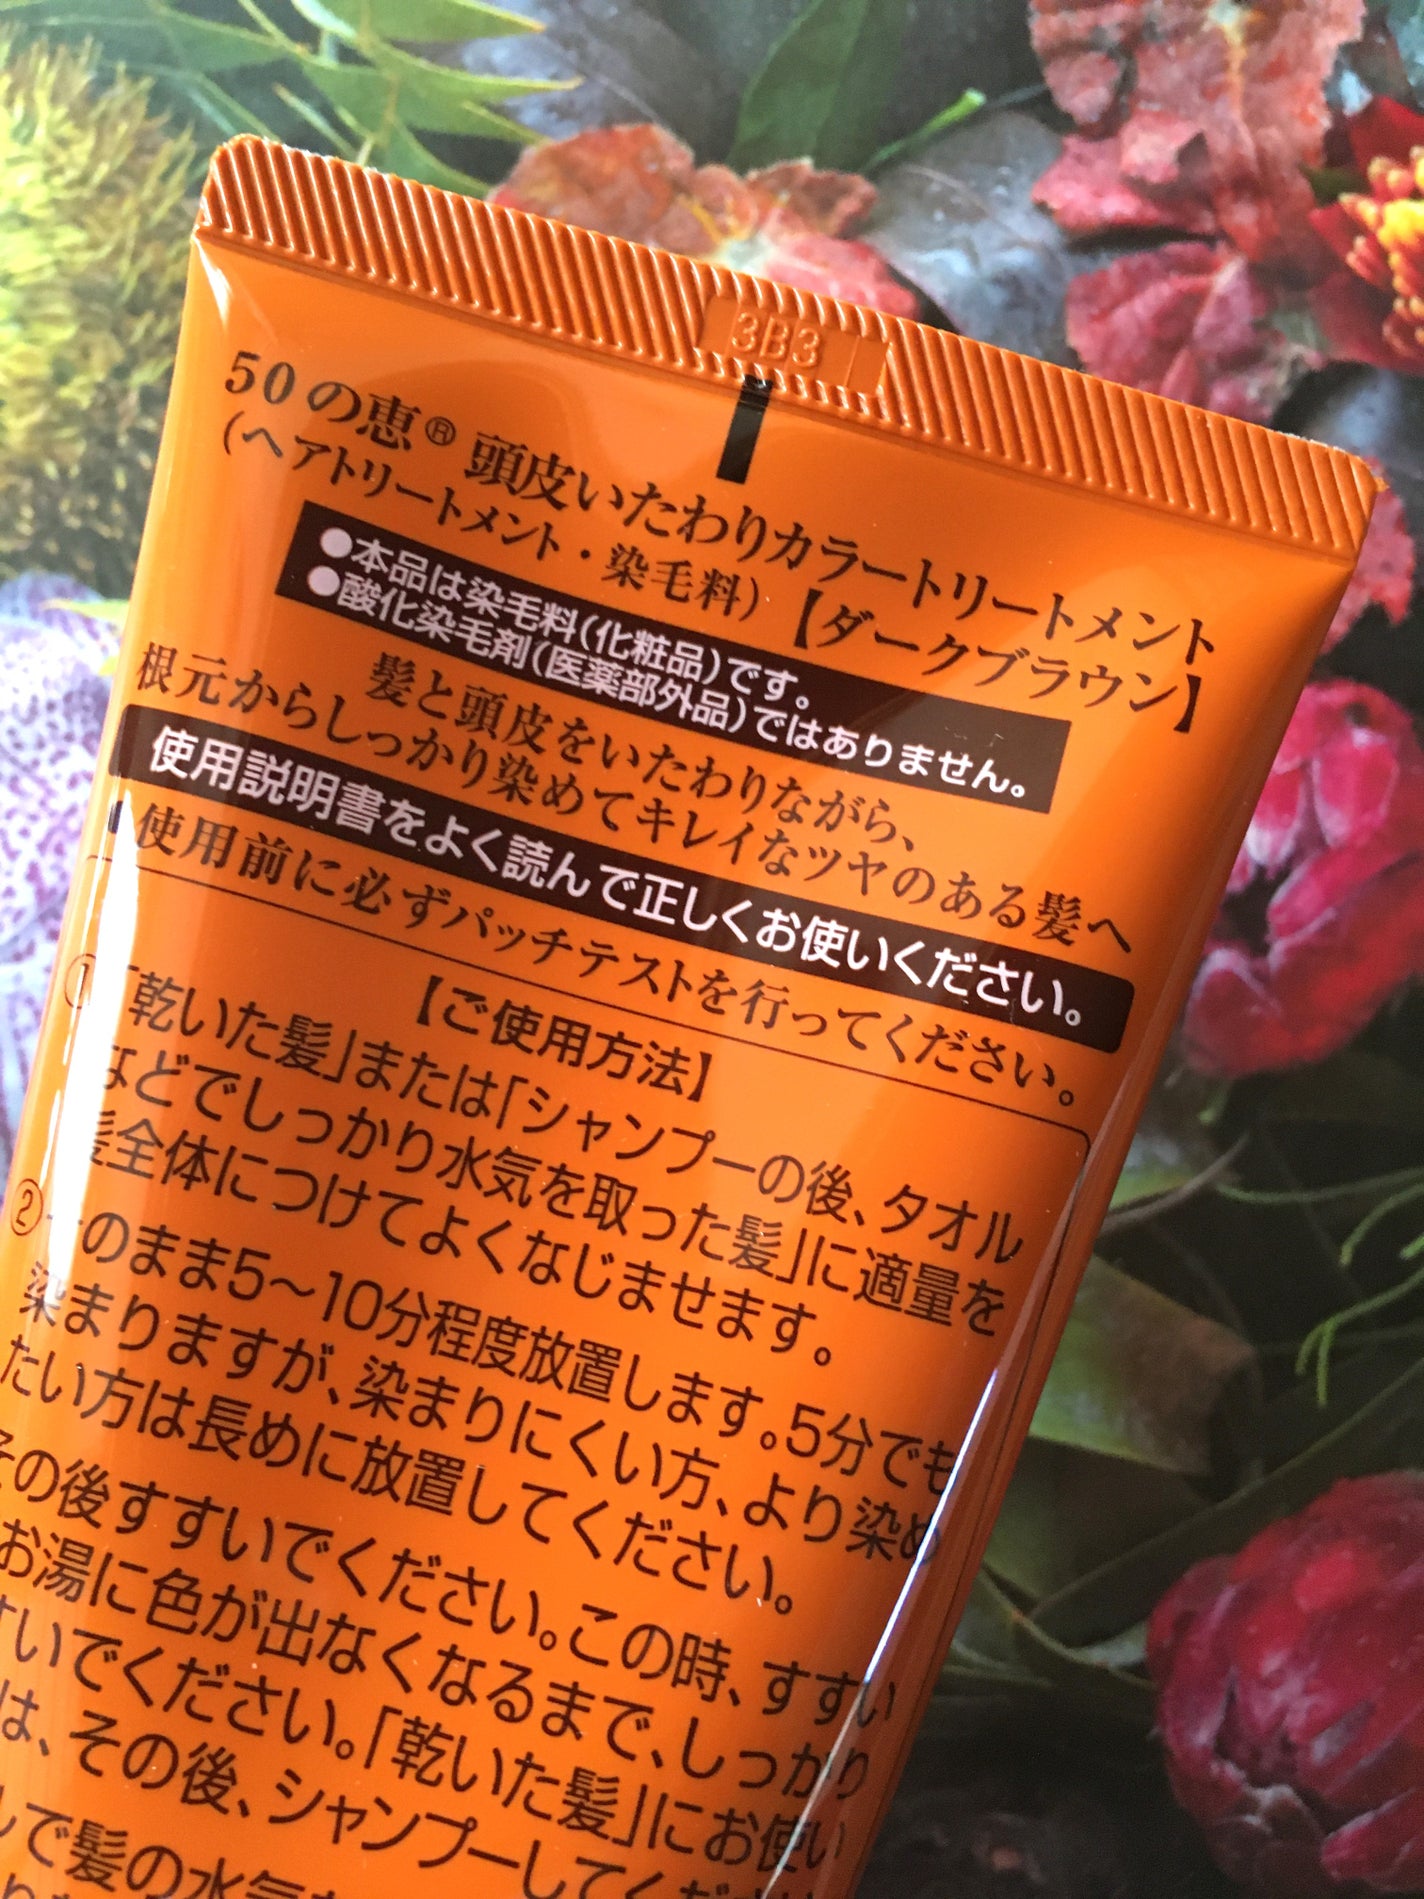 3B3
50の恵® 頭皮いたわりカラートリートメント
(ヘアトリートメント・染毛料)【ダークブラウン】
●本品は染毛料(化粧品)です。
●酸化染毛剤(医薬部外品)ではありません。
髪と頭皮をいたわりながら、
根元からしっかり染めてキレイなツヤのある髪へ
使用説明書をよく読んで正しくお使いください。
使用前に必ずパッチテストを行ってください。
【ご使用方法】
①「乾いた髪」または「シャンプーの後、タオル
などでしっかり水気を取った髪」に適量を
髪全体につけてよくなじませます。
②そのまま5〜10分程度放置します。5分でも
染まりますが、染まりにくい方、より染め
たい方は長めに放置してください。
その後すすいでください。この時、すすい
お湯に色が出なくなるまで、しっかり
すいでください。「乾いた髪」にお使い
は、その後、シャンプーしてくだ
で髪の水気